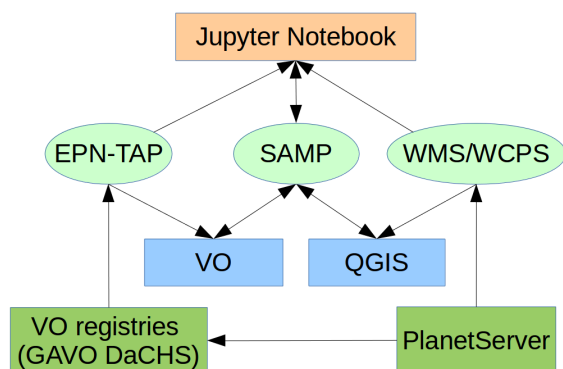 Jupyter Notebook
EPN-TAP
SAMP
WMS/WCPS
VO
QGIS
VO registries
(GAVO DaCHS)
PlanetServer